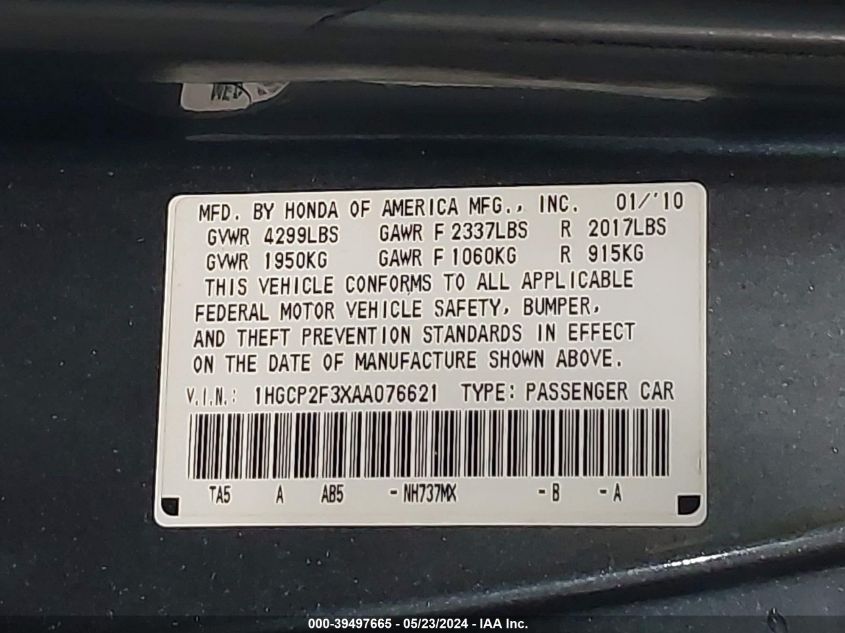 MFD. BY HONDA OF AMERICA MFG., INC. 01/'10
GVWR 4299LBS GAWR F 2337LBS R 2017LBS
GVWR 1950KG GAWR F 1060KG R 915KG
THIS VEHICLE CONFORMS TO ALL APPLICABLE
FEDERAL MOTOR VEHICLE SAFETY, BUMPER,
AND THEFT PREVENTION STANDARDS IN EFFECT
ON THE DATE OF MANUFACTURE SHOWN ABOVE.
V.I.N.: 1HGCP2F3XAA076621 TYPE: PASSENGER CAR
TA5 A AB5 - NH737MX - B - A
000-39497665 - 05/23/2024 - IAA Inc.